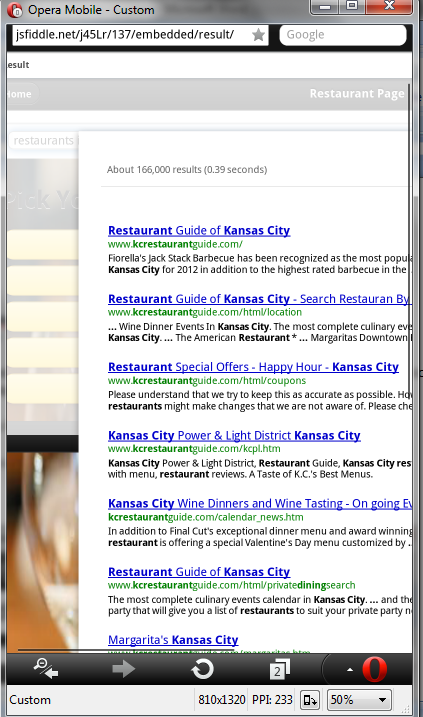 Opera Mobile - Custom
jsfiddle.net/j45Lr/137/embedded/result/ Google
esult
Home Restaurant Page
restaurants
Pick Yo
About 166,000 results (0.39 seconds)
Restaurant Guide of Kansas City
www.kcrestaurantguide.com/
Fiorella's Jack Stack Barbecue has been recognized as the most popula
Kansas City for 2012 in addition to the highest rated barbecue in the
Restaurant Guide of Kansas City - Search Restauran By
www.kcrestaurantguide.com/html/location
... Wine Dinner Events In Kansas City. The most complete culinary eve
Kansas City. ... The American Restaurant * ... Margaritas Downtown
Restaurant Special Offers - Happy Hour - Kansas City
www.kcrestaurantguide.com/html/coupons
Please understand that we try to keep this as accurate as possible. Ho
restaurants might make changes that we are not aware of. Please che
Kansas City Power & Light District Kansas City
www.kcrestaurantguide.com/kcpl.htm
Kansas City Power & Light District, Restaurant Guide, Kansas City res
with menu, restaurant reviews. A Taste of K.C.'s Best Menus.
Kansas City Wine Dinners and Wine Tasting - On going Ev
kcrestaurantguide.com/calendar_news.htm
In addition to Final Cut's exceptional dinner menu and award winning
restaurant is offering a special Valentine's Day menu customized by ..
Restaurant Guide of Kansas City
www.kcrestaurantguide.com/html/privatediningsearch
The most complete culinary events calendar in Kansas City. ... and the
party that will give you a list of restaurants to suit your private party n
Margarita's Kansas City
www.kcrestaurantguide.com/margaritas.htm
2
Custom 810x1320 PPI: 233 50%